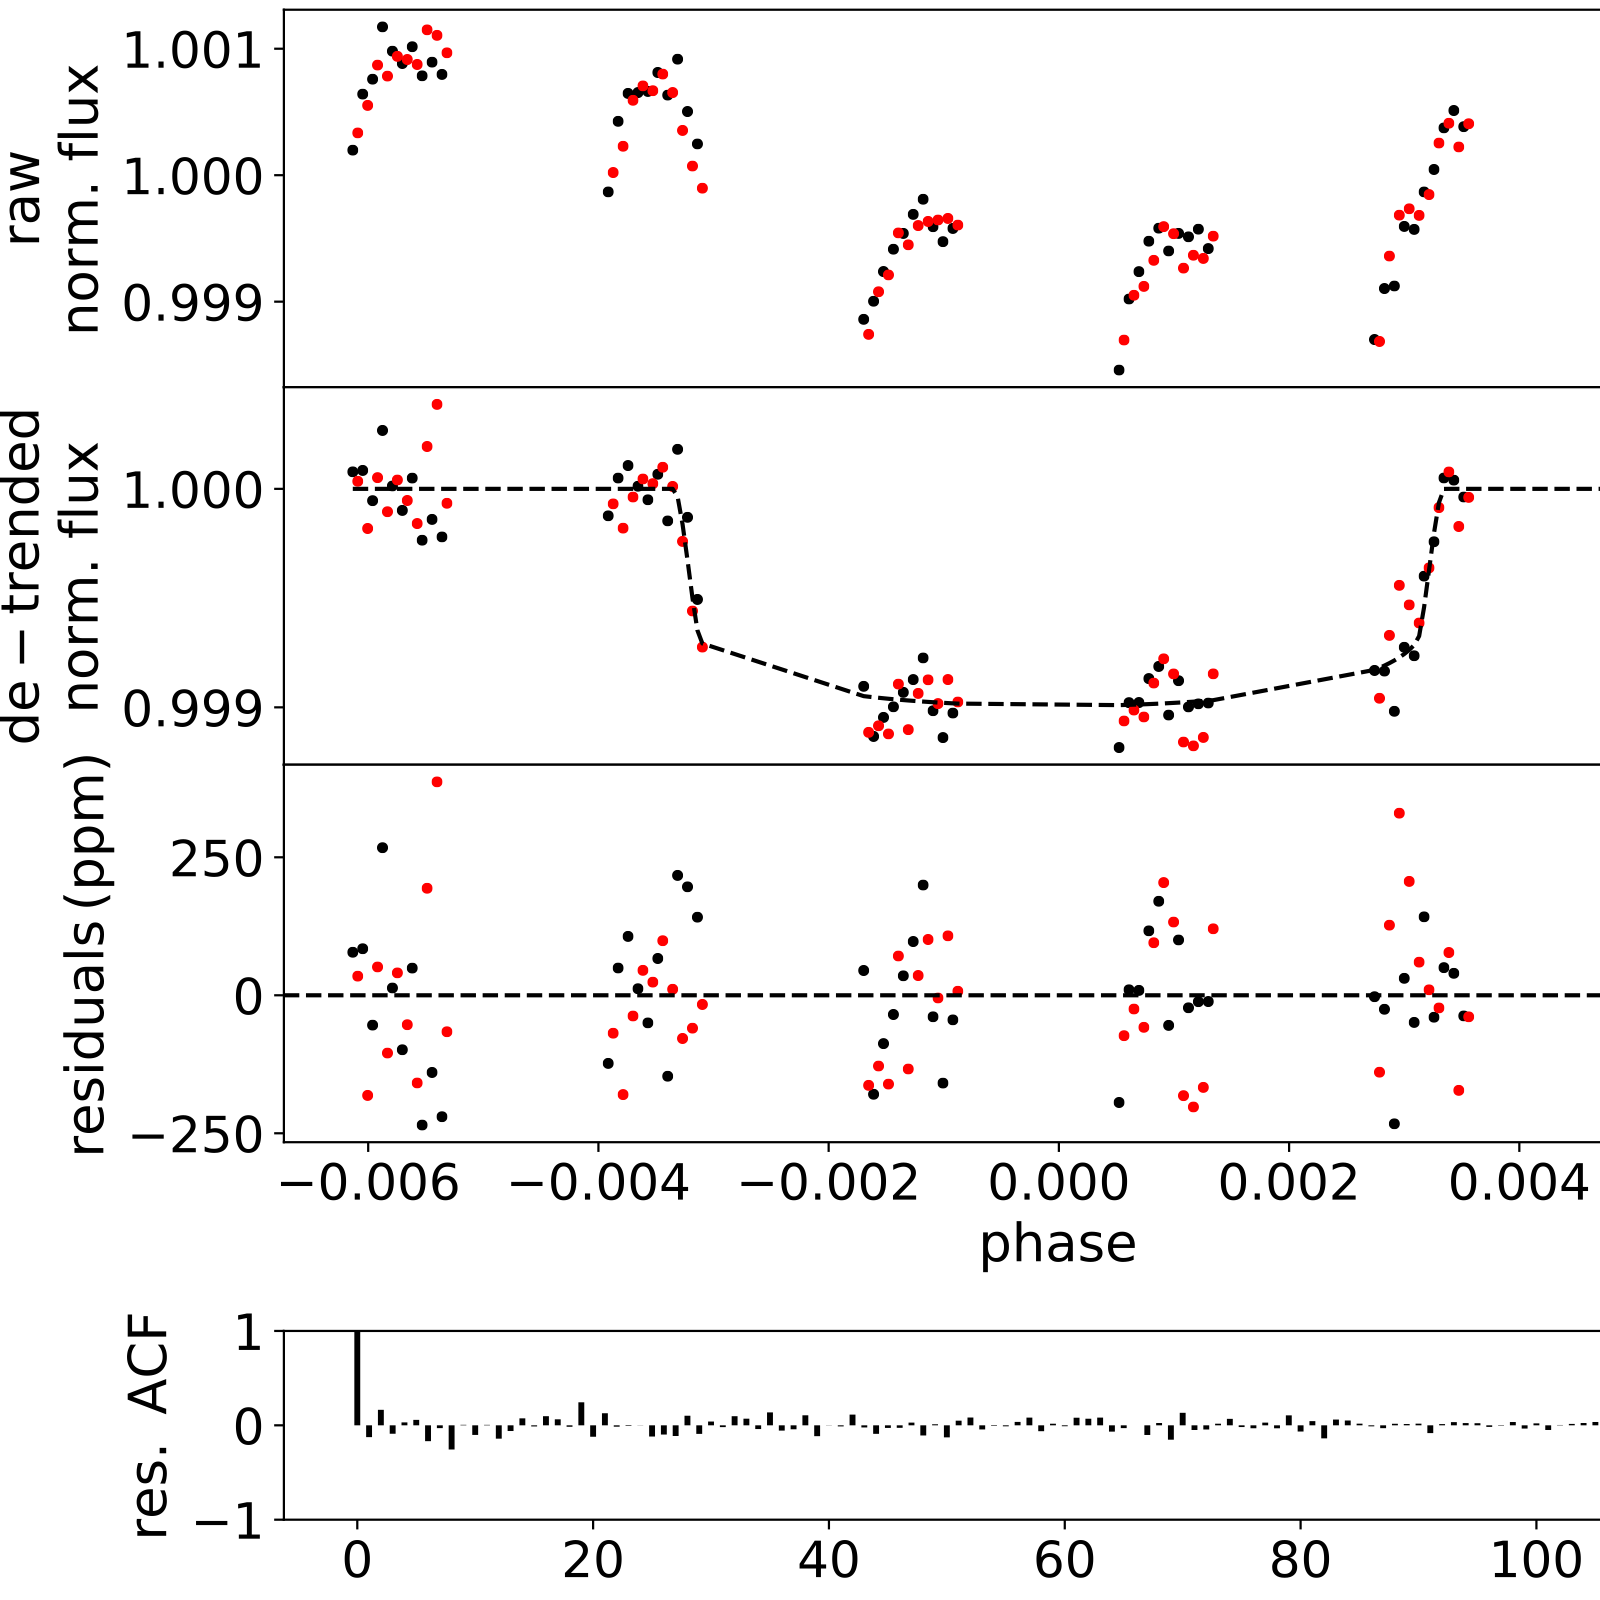 raw
norm. flux
1.001
1.000
0.999
de − trended
norm. flux
1.000
0.999
residuals (ppm)
250
0
−250
−0.006 −0.004 −0.002 0.000 0.002 0.004
phase
res. ACF
1
0
−1
0 20 40 60 80 100